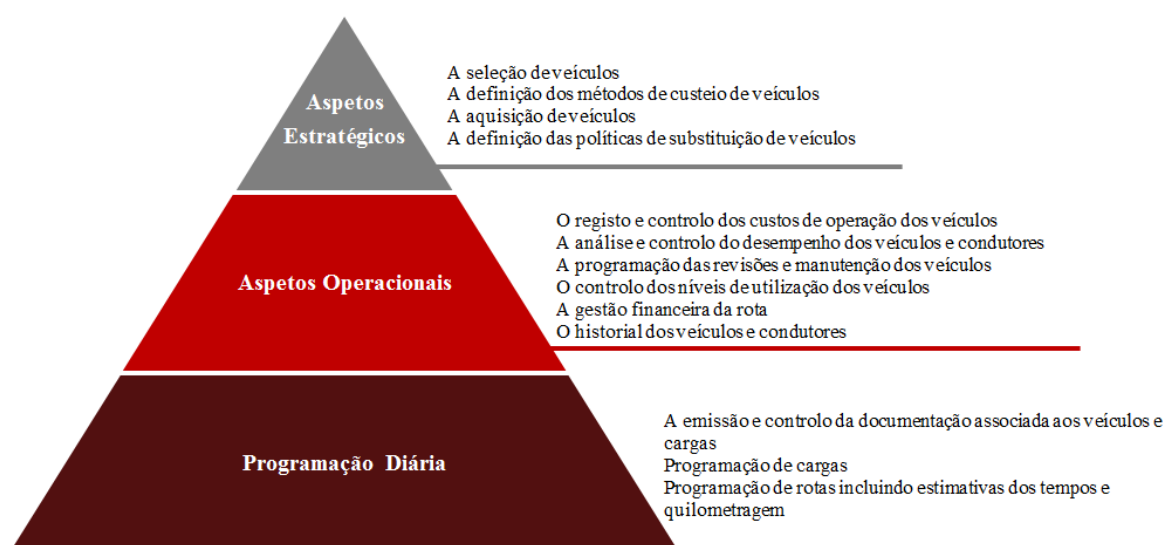 Aspetos
Estratégicos
A seleção de veículos
A definição dos métodos de custeio de veículos
A aquisição de veículos
A definição das políticas de substituição de veículos
Aspetos Operacionais
O registo e controlo dos custos de operação dos veículos
A análise e controlo do desempenho dos veículos e condutores
A programação das revisões e manutenção dos veículos
O controlo dos níveis de utilização dos veículos
A gestão financeira da rota
O historial dos veículos e condutores
Programação Diária
A emissão e controlo da documentação associada aos veículos e
cargas
Programação de cargas
Programação de rotas incluindo estimativas dos tempos e
quilometragem